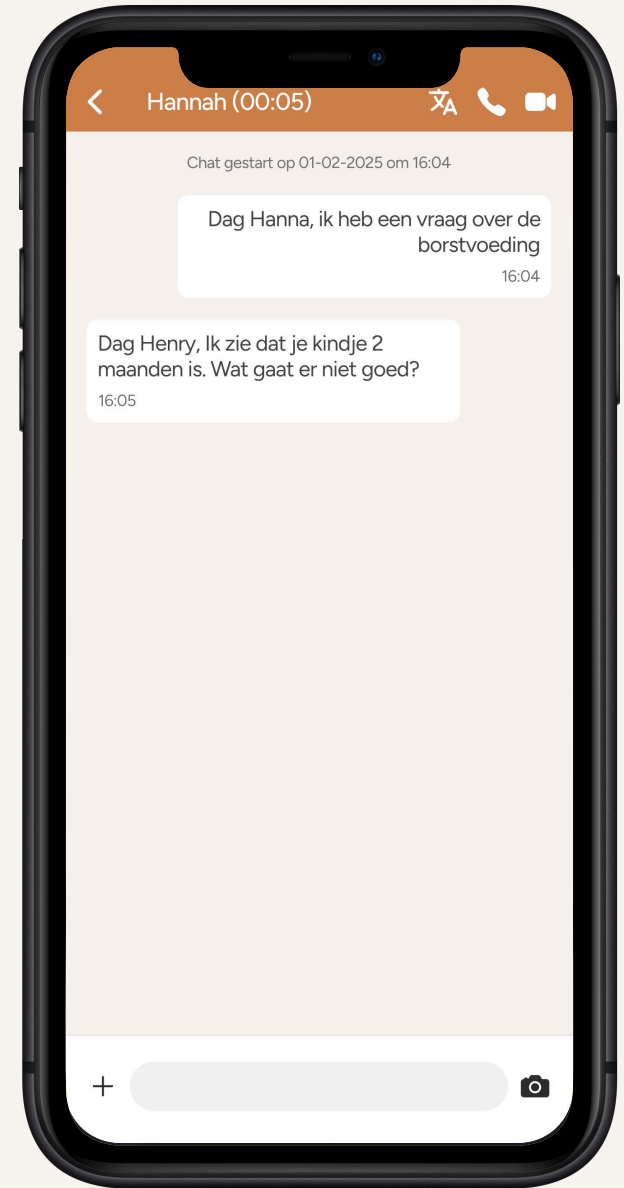 Hannah (00:05)
Chat gestart op 01-02-2025 om 16:04
Dag Hanna, ik heb een vraag over de
borstvoeding
16:04
Dag Henry, Ik zie dat je kindje 2
maanden is. Wat gaat er niet goed?
16:05